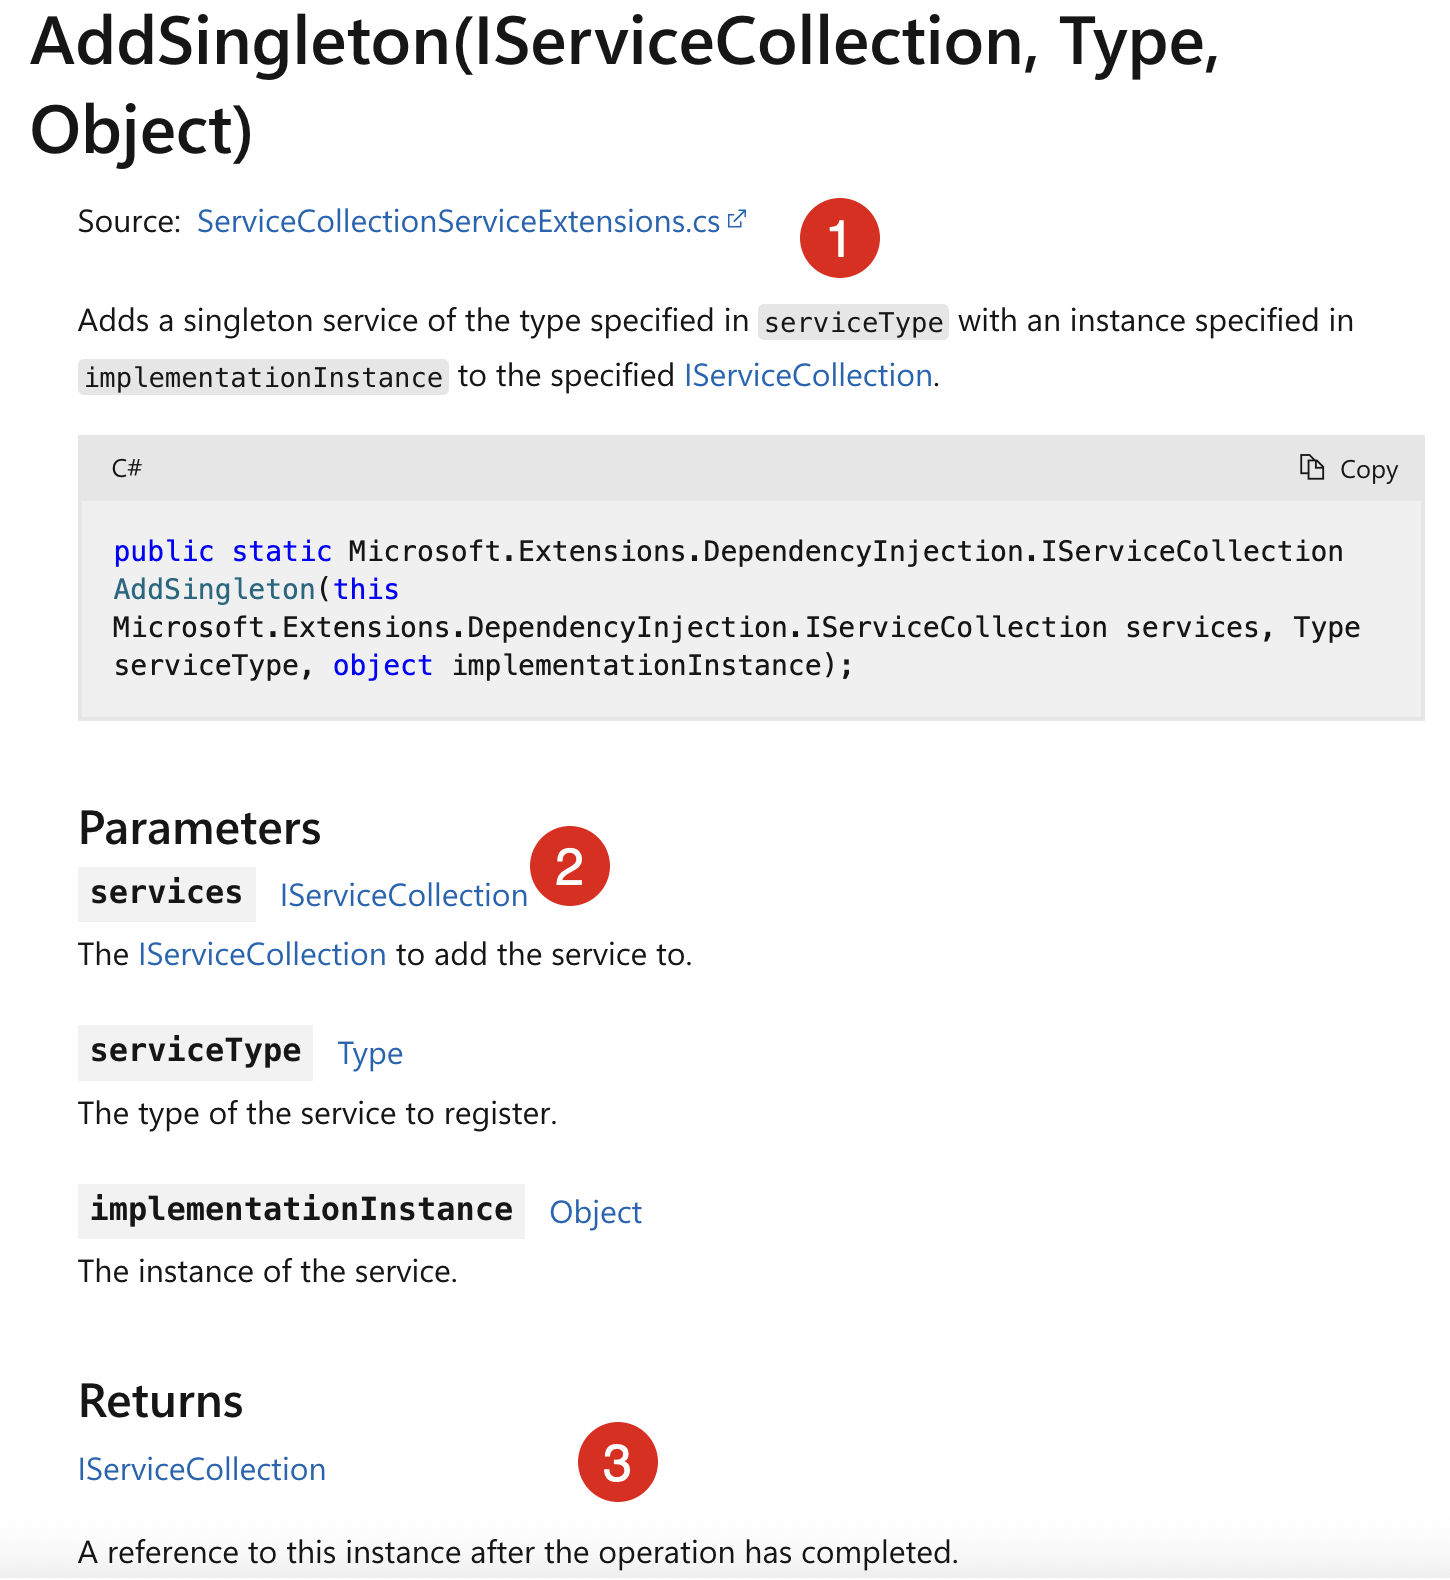 AddSingleton(IServiceCollection, Type,
Object)
Source: ServiceCollectionServiceExtensions.cs
1
Adds a singleton service of the type specified in serviceType with an instance specified in
implementationInstance to the specified IServiceCollection.
C#
Copy
public static Microsoft.Extensions.DependencyInjection.IServiceCollection
AddSingleton(this
Microsoft.Extensions.DependencyInjection.IServiceCollection services, Type
serviceType, object implementationInstance);
Parameters
2
services IServiceCollection
The IServiceCollection to add the service to.
serviceType Type
The type of the service to register.
implementationInstance Object
The instance of the service.
Returns
3
IServiceCollection
A reference to this instance after the operation has completed.